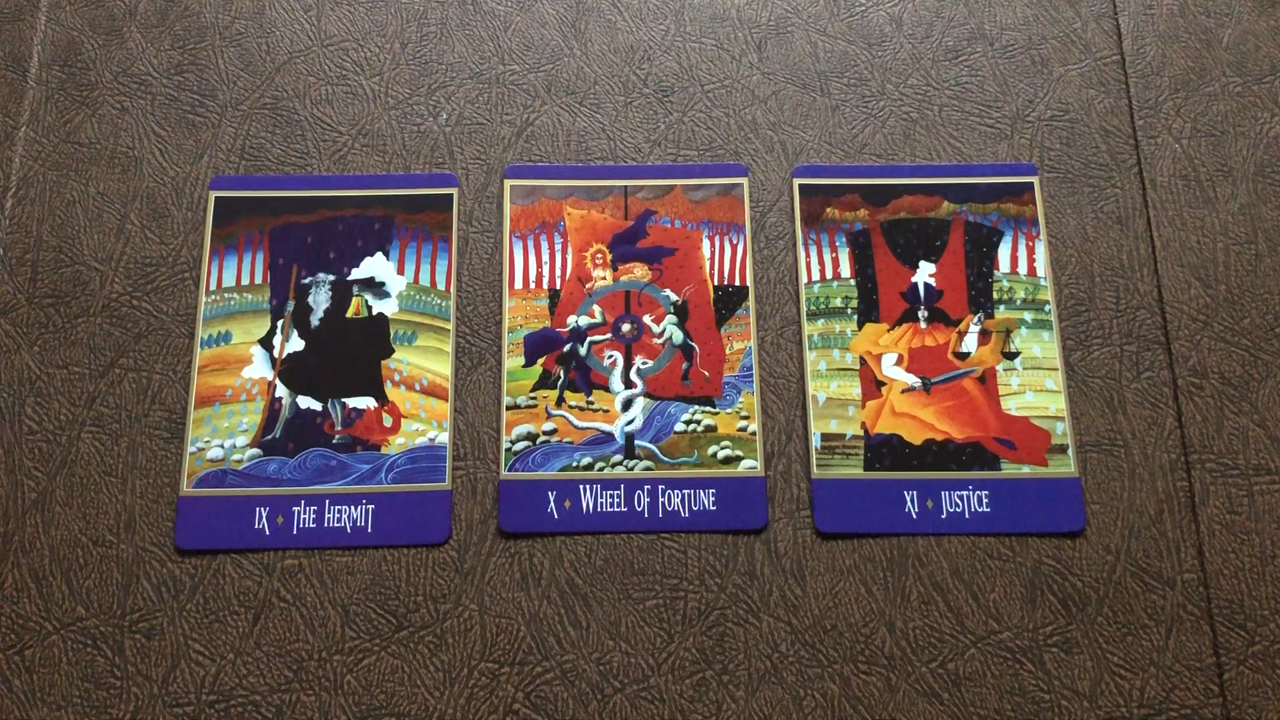 IX ♦ THE HERMIT
X ♦ WHEEL OF FORTUNE
XI ♦ JUSTICE